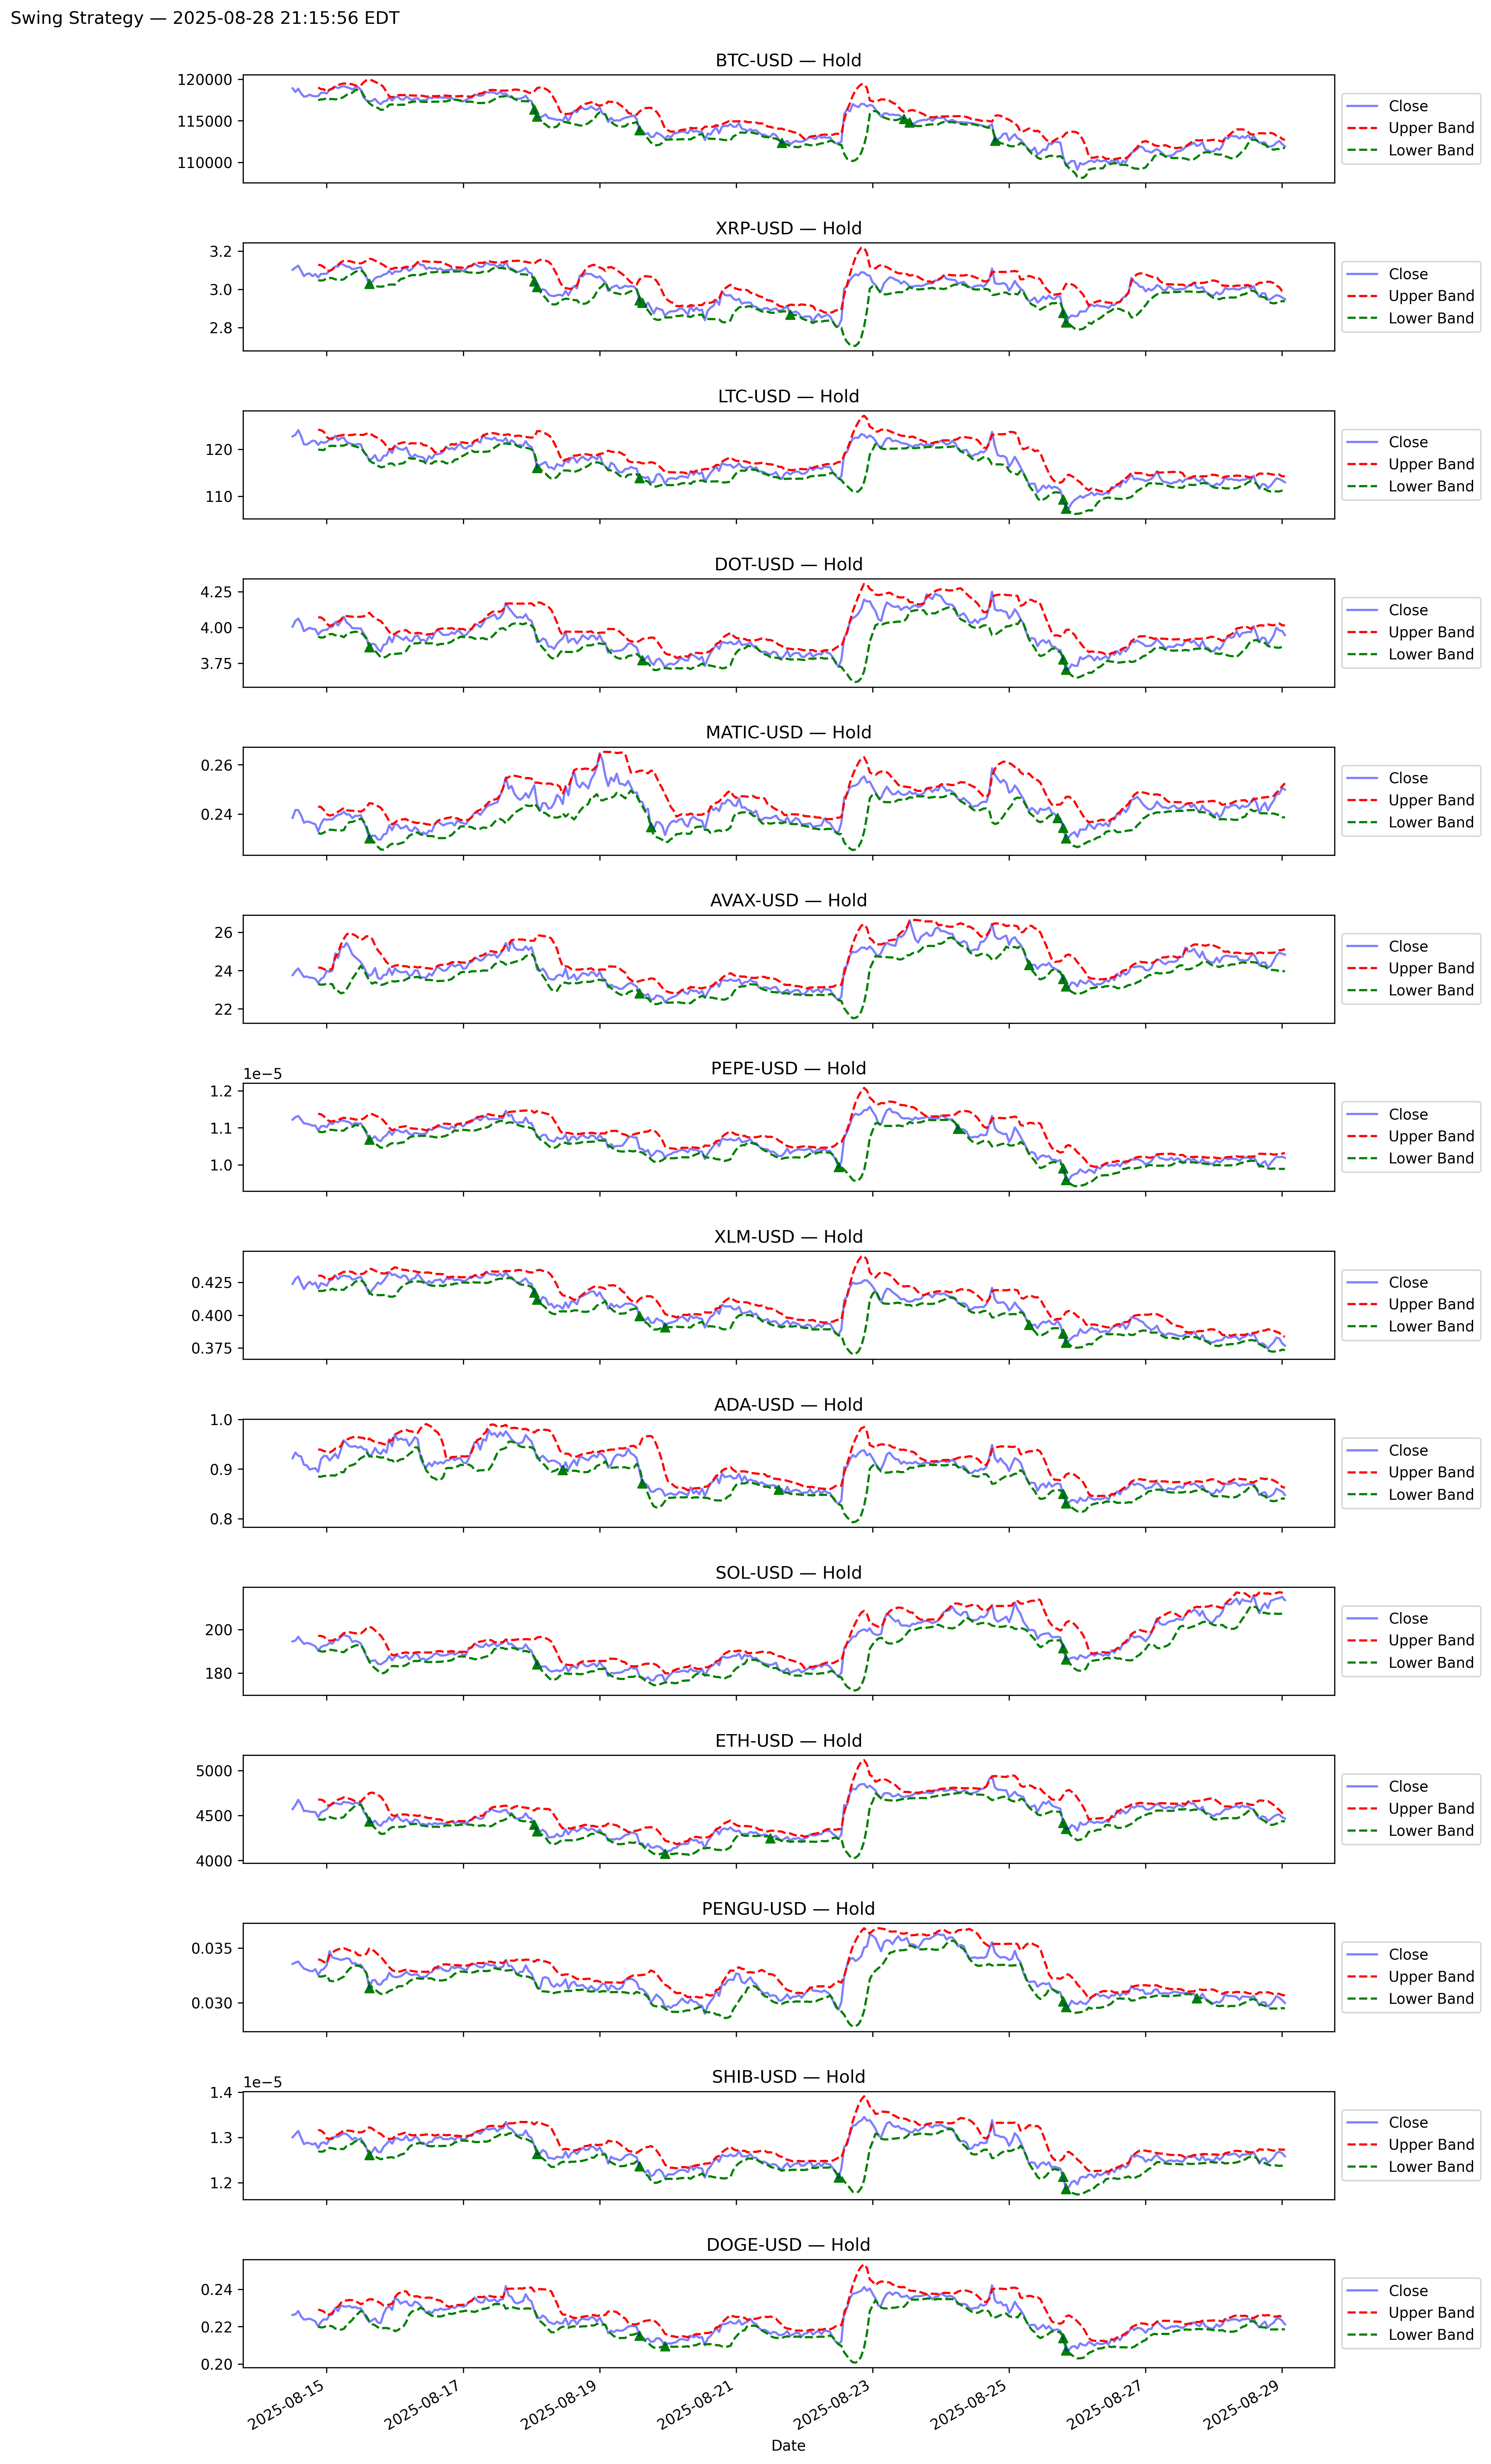 Swing Strategy — 2025-08-28 21:15:56 EDT
BTC-USD — Hold
120000
115000
110000
Close
Upper Band
Lower Band
XRP-USD — Hold
3.2
3.0
2.8
Close
Upper Band
Lower Band
LTC-USD — Hold
120
110
Close
Upper Band
Lower Band
DOT-USD — Hold
4.25
4.00
3.75
Close
Upper Band
Lower Band
MATIC-USD — Hold
0.26
0.24
Close
Upper Band
Lower Band
AVAX-USD — Hold
26
24
22
Close
Upper Band
Lower Band
PEPE-USD — Hold
1e−5
1.2
1.1
1.0
Close
Upper Band
Lower Band
XLM-USD — Hold
0.425
0.400
0.375
Close
Upper Band
Lower Band
ADA-USD — Hold
1.0
0.9
0.8
Close
Upper Band
Lower Band
SOL-USD — Hold
200
180
Close
Upper Band
Lower Band
ETH-USD — Hold
5000
4500
4000
Close
Upper Band
Lower Band
PENGU-USD — Hold
0.035
0.030
Close
Upper Band
Lower Band
SHIB-USD — Hold
1e−5
1.4
1.3
1.2
Close
Upper Band
Lower Band
DOGE-USD — Hold
0.24
0.22
0.20
Close
Upper Band
Lower Band
2025-08-15
2025-08-17
2025-08-19
2025-08-21
2025-08-23
2025-08-25
2025-08-27
2025-08-29
Date